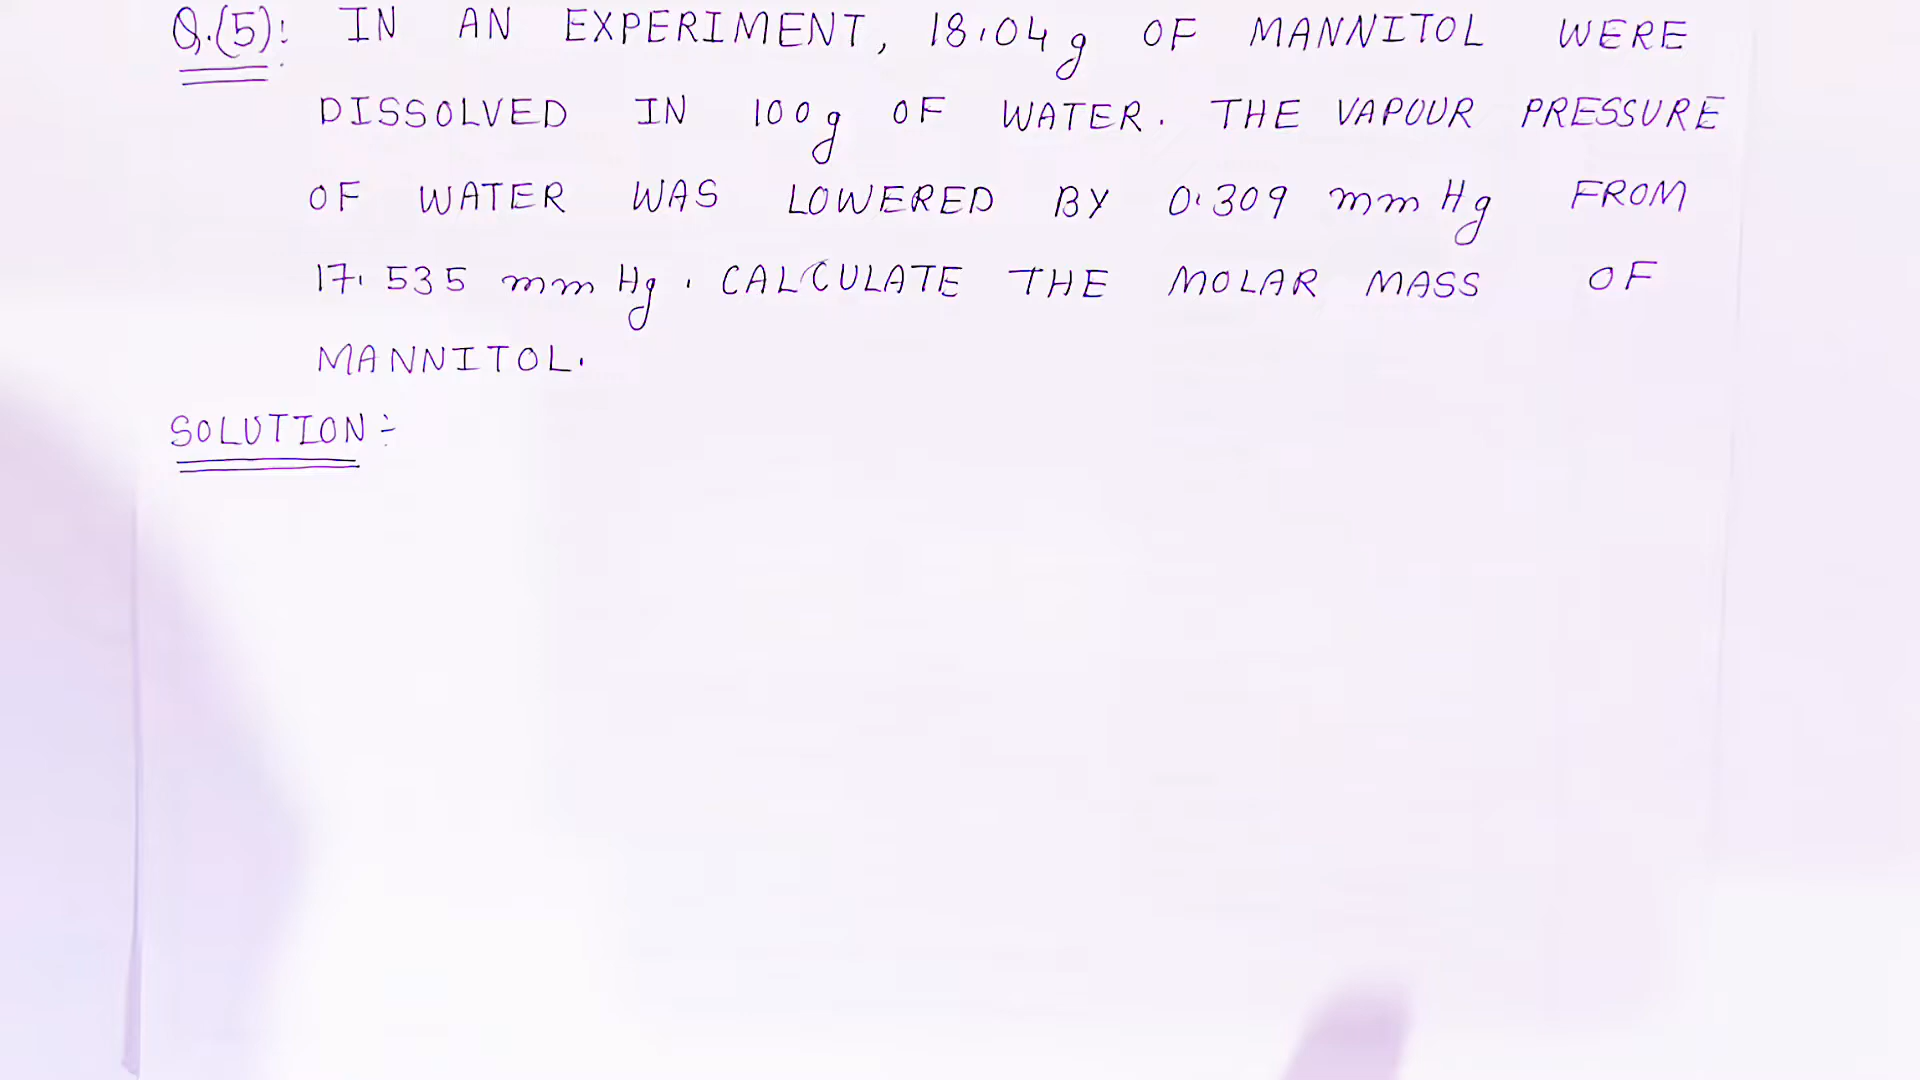 Q.(5): IN AN EXPERIMENT, 18.04 g OF MANNITOL WERE
DISSOLVED IN 100g OF WATER. THE VAPOUR PRESSURE
OF WATER WAS LOWERED BY 0.309 mm Hg FROM
17.535 mm Hg. CALCULATE THE MOLAR MASS OF
MANNITOL.
SOLUTION :-